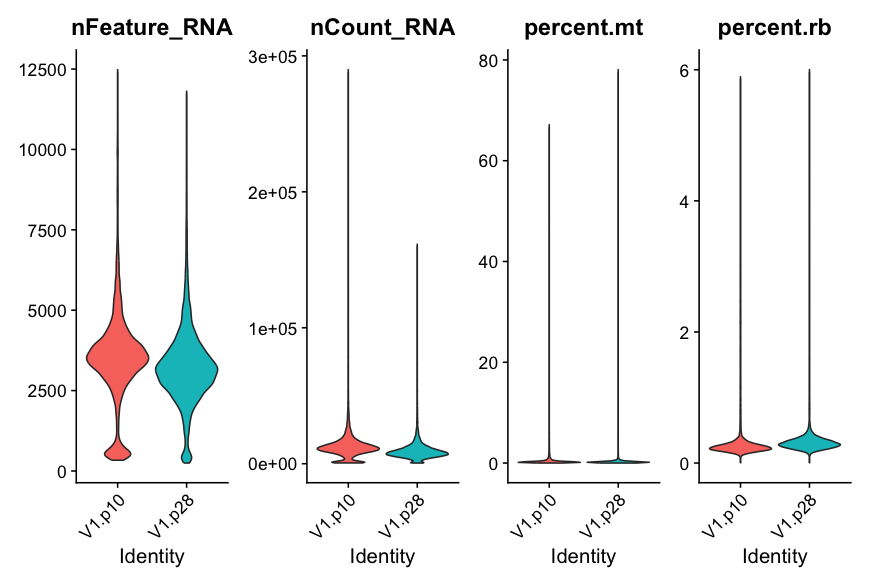 nFeature_RNA
12500
10000
7500
5000
2500
0
V1.p10
V1.p28
Identity
nCount_RNA
3e+05
2e+05
1e+05
0e+00
V1.p10
V1.p28
Identity
percent.mt
80
60
40
20
0
V1.p10
V1.p28
Identity
percent.rb
6
4
2
0
V1.p10
V1.p28
Identity